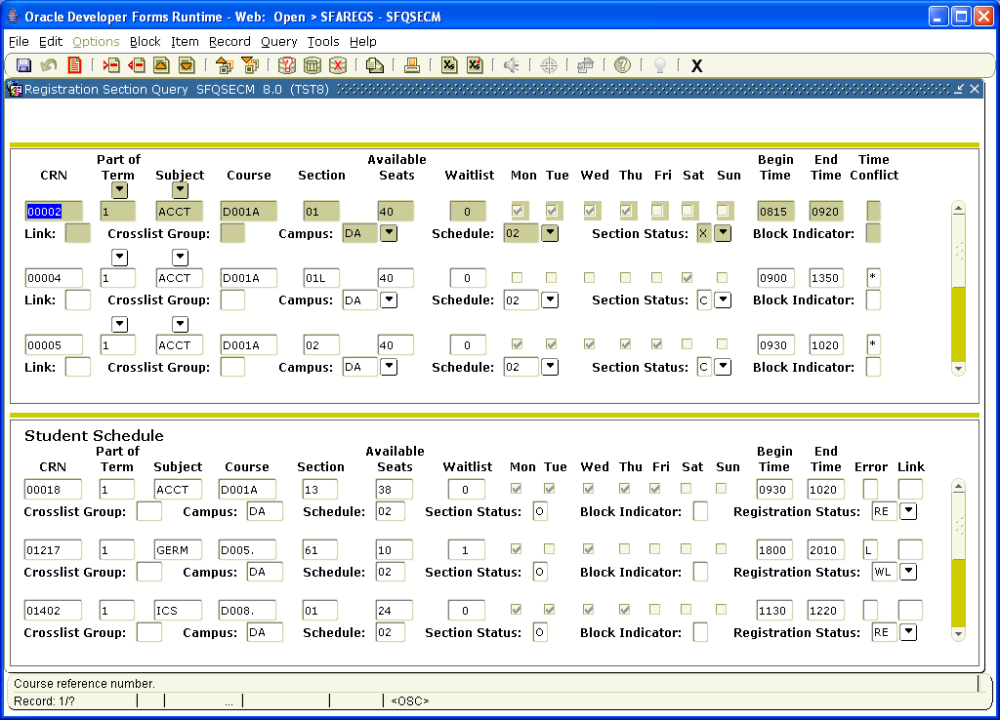 Oracle Developer Forms Runtime - Web: Open > SFAREGS - SFQSECM
File Edit Options Block Item Record Query Tools Help
X
Registration Section Query SFQSECM 8.0 (TST8)
Part of Available Begin End Time
CRN Term Subject Course Section Seats Waitlist Mon Tue Wed Thu Fri Sat Sun Time Time Conflict
00002 1 ACCT D001A 01 40 0 0815 0920
Link: Crosslist Group: Campus: DA Schedule: 02 Section Status: X Block Indicator:
00004 1 ACCT D001A 01L 40 0 0900 1350 *
Link: Crosslist Group: Campus: DA Schedule: 02 Section Status: C Block Indicator:
00005 1 ACCT D001A 02 40 0 0930 1020 *
Link: Crosslist Group: Campus: DA Schedule: 02 Section Status: C Block Indicator:
Student Schedule
Part of Available Begin End
CRN Term Subject Course Section Seats Waitlist Mon Tue Wed Thu Fri Sat Sun Time Time Error Link
00018 1 ACCT D001A 13 38 0 0930 1020
Crosslist Group: Campus: DA Schedule: 02 Section Status: O Block Indicator: Registration Status: RE
01217 1 GERM D005. 61 10 1 1800 2010 L
Crosslist Group: Campus: DA Schedule: 02 Section Status: O Block Indicator: Registration Status: WL
01402 1 ICS D008. 01 24 0 1130 1220
Crosslist Group: Campus: DA Schedule: 02 Section Status: O Block Indicator: Registration Status: RE
Course reference number.
Record: 1/? ... <OSC>